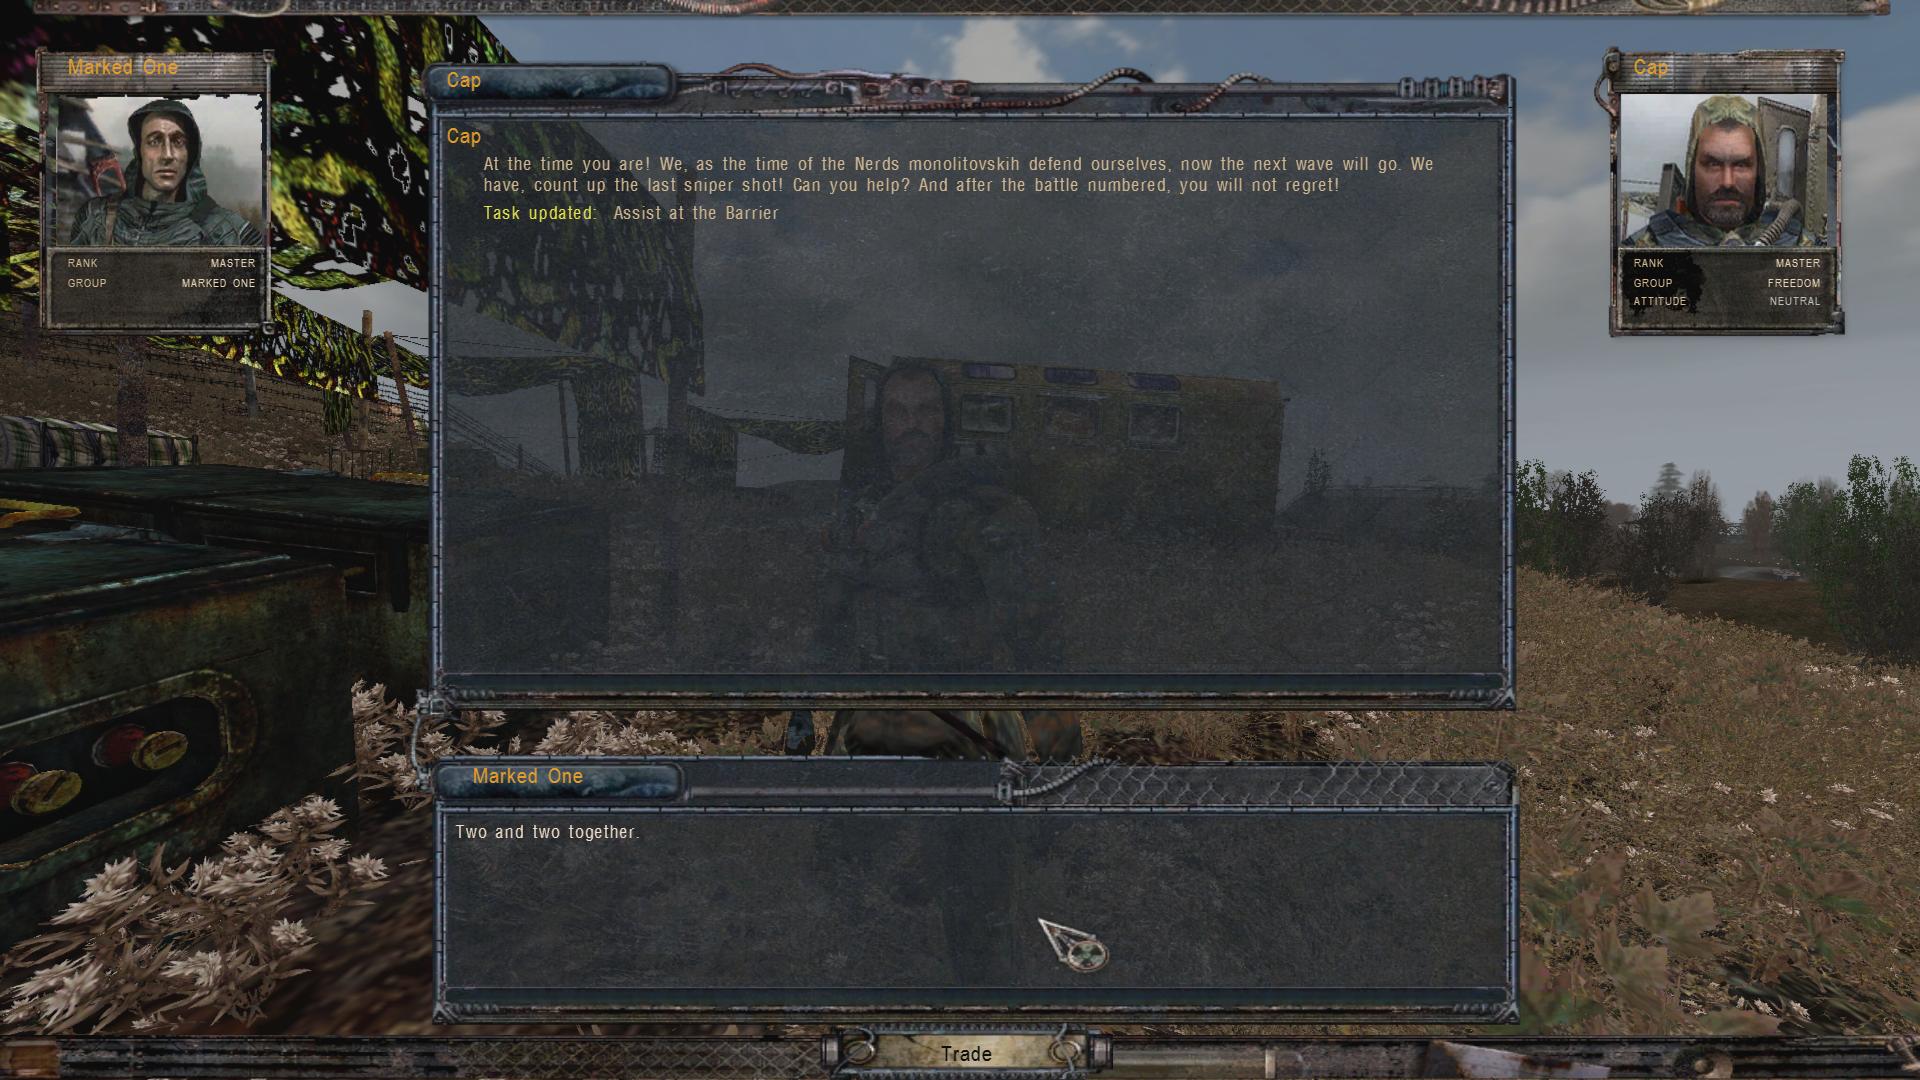 Marked One
RANK MASTER
GROUP MARKED ONE
Cap
Cap
At the time you are! We, as the time of the Nerds monolitovskih defend ourselves, now the next wave will go. We
have, count up the last sniper shot! Can you help? And after the battle numbered, you will not regret!
Task updated: Assist at the Barrier
Cap
RANK MASTER
GROUP FREEDOM
ATTITUDE NEUTRAL
Marked One
Two and two together.
Trade